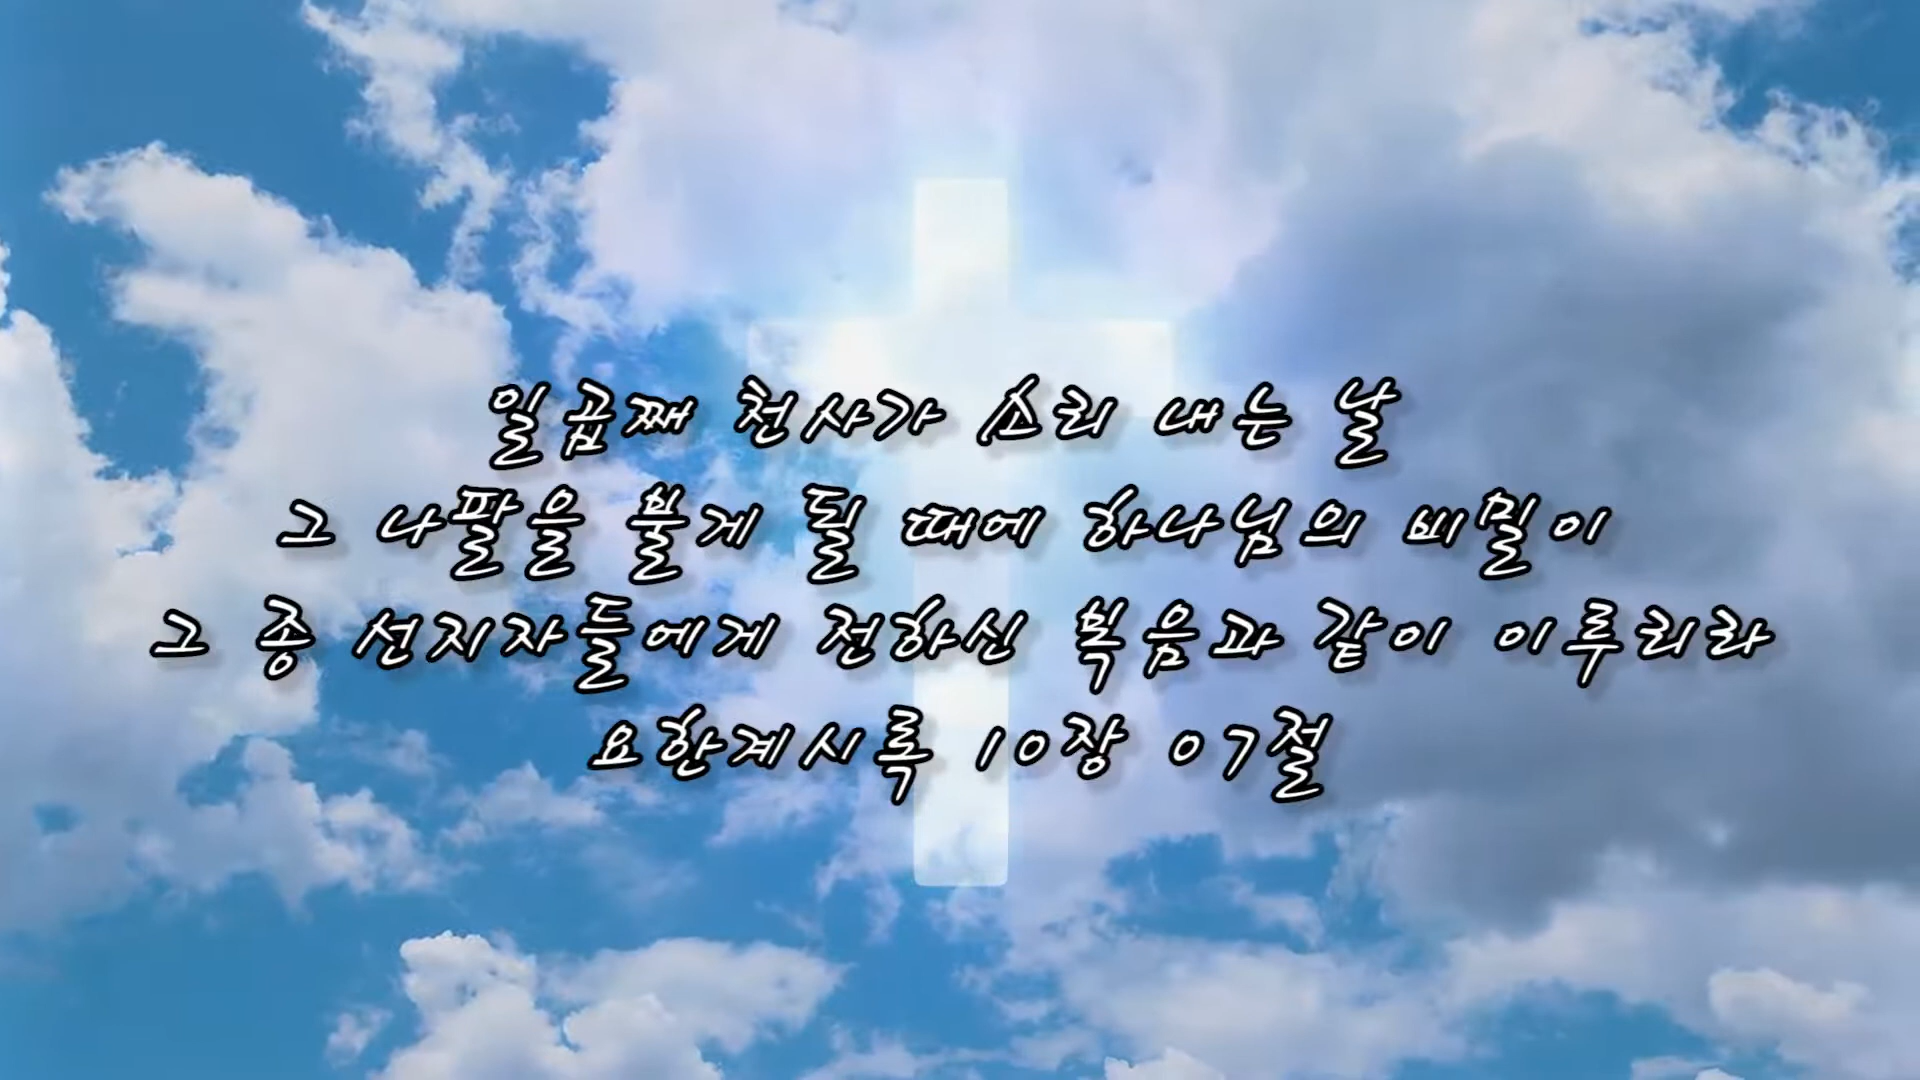 일곱째 천사가 소리 내는 날
그 나팔을 불게 될 때에 하나님의 비밀이
그 종 선지자들에게 전하신 복음과 같이 이루리라
요한계시록 10장 07절